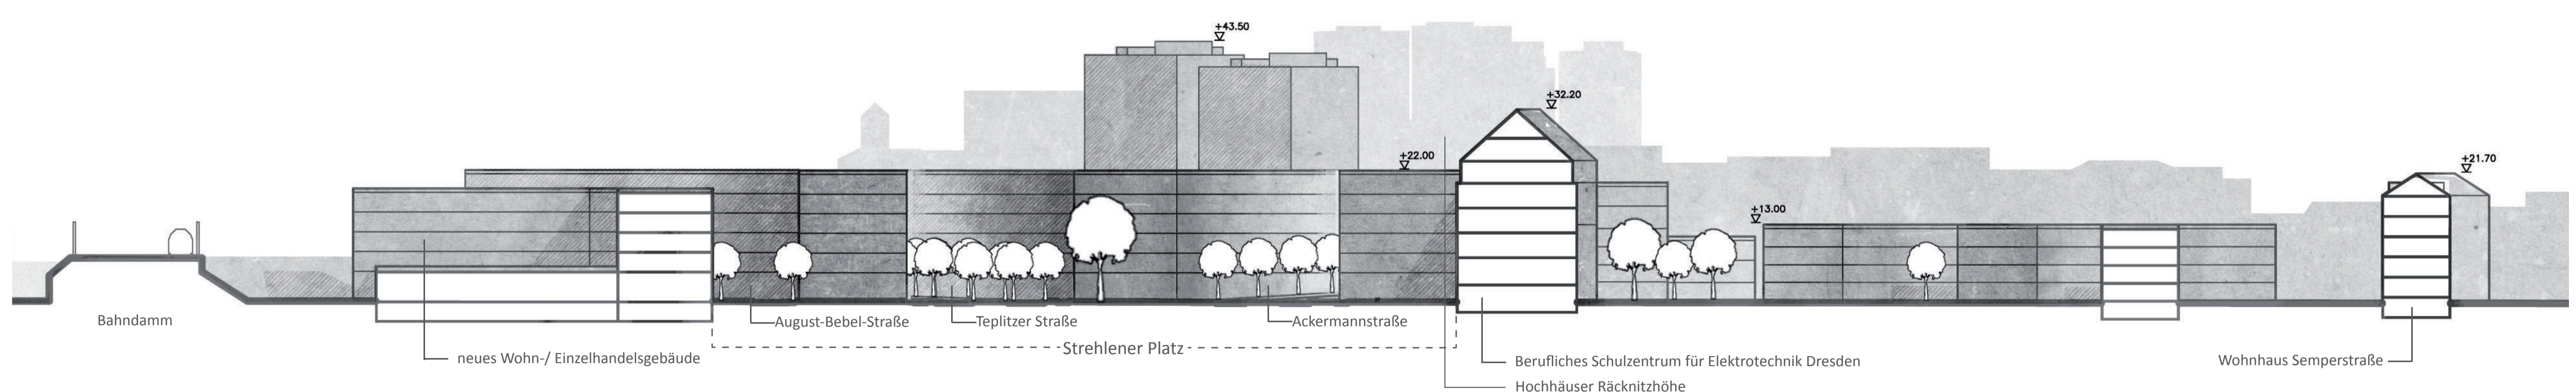 +43.50
+32.20
+22.00
+21.70
+13.00
Bahndamm
August-Bebel-Straße
Teplitzer Straße
Ackermannstraße
Strehlener Platz
neues Wohn-/ Einzelhandelsgebäude
Berufliches Schulzentrum für Elektrotechnik Dresden
Wohnhaus Semperstraße
Hochhäuser Räcknitzhöhe